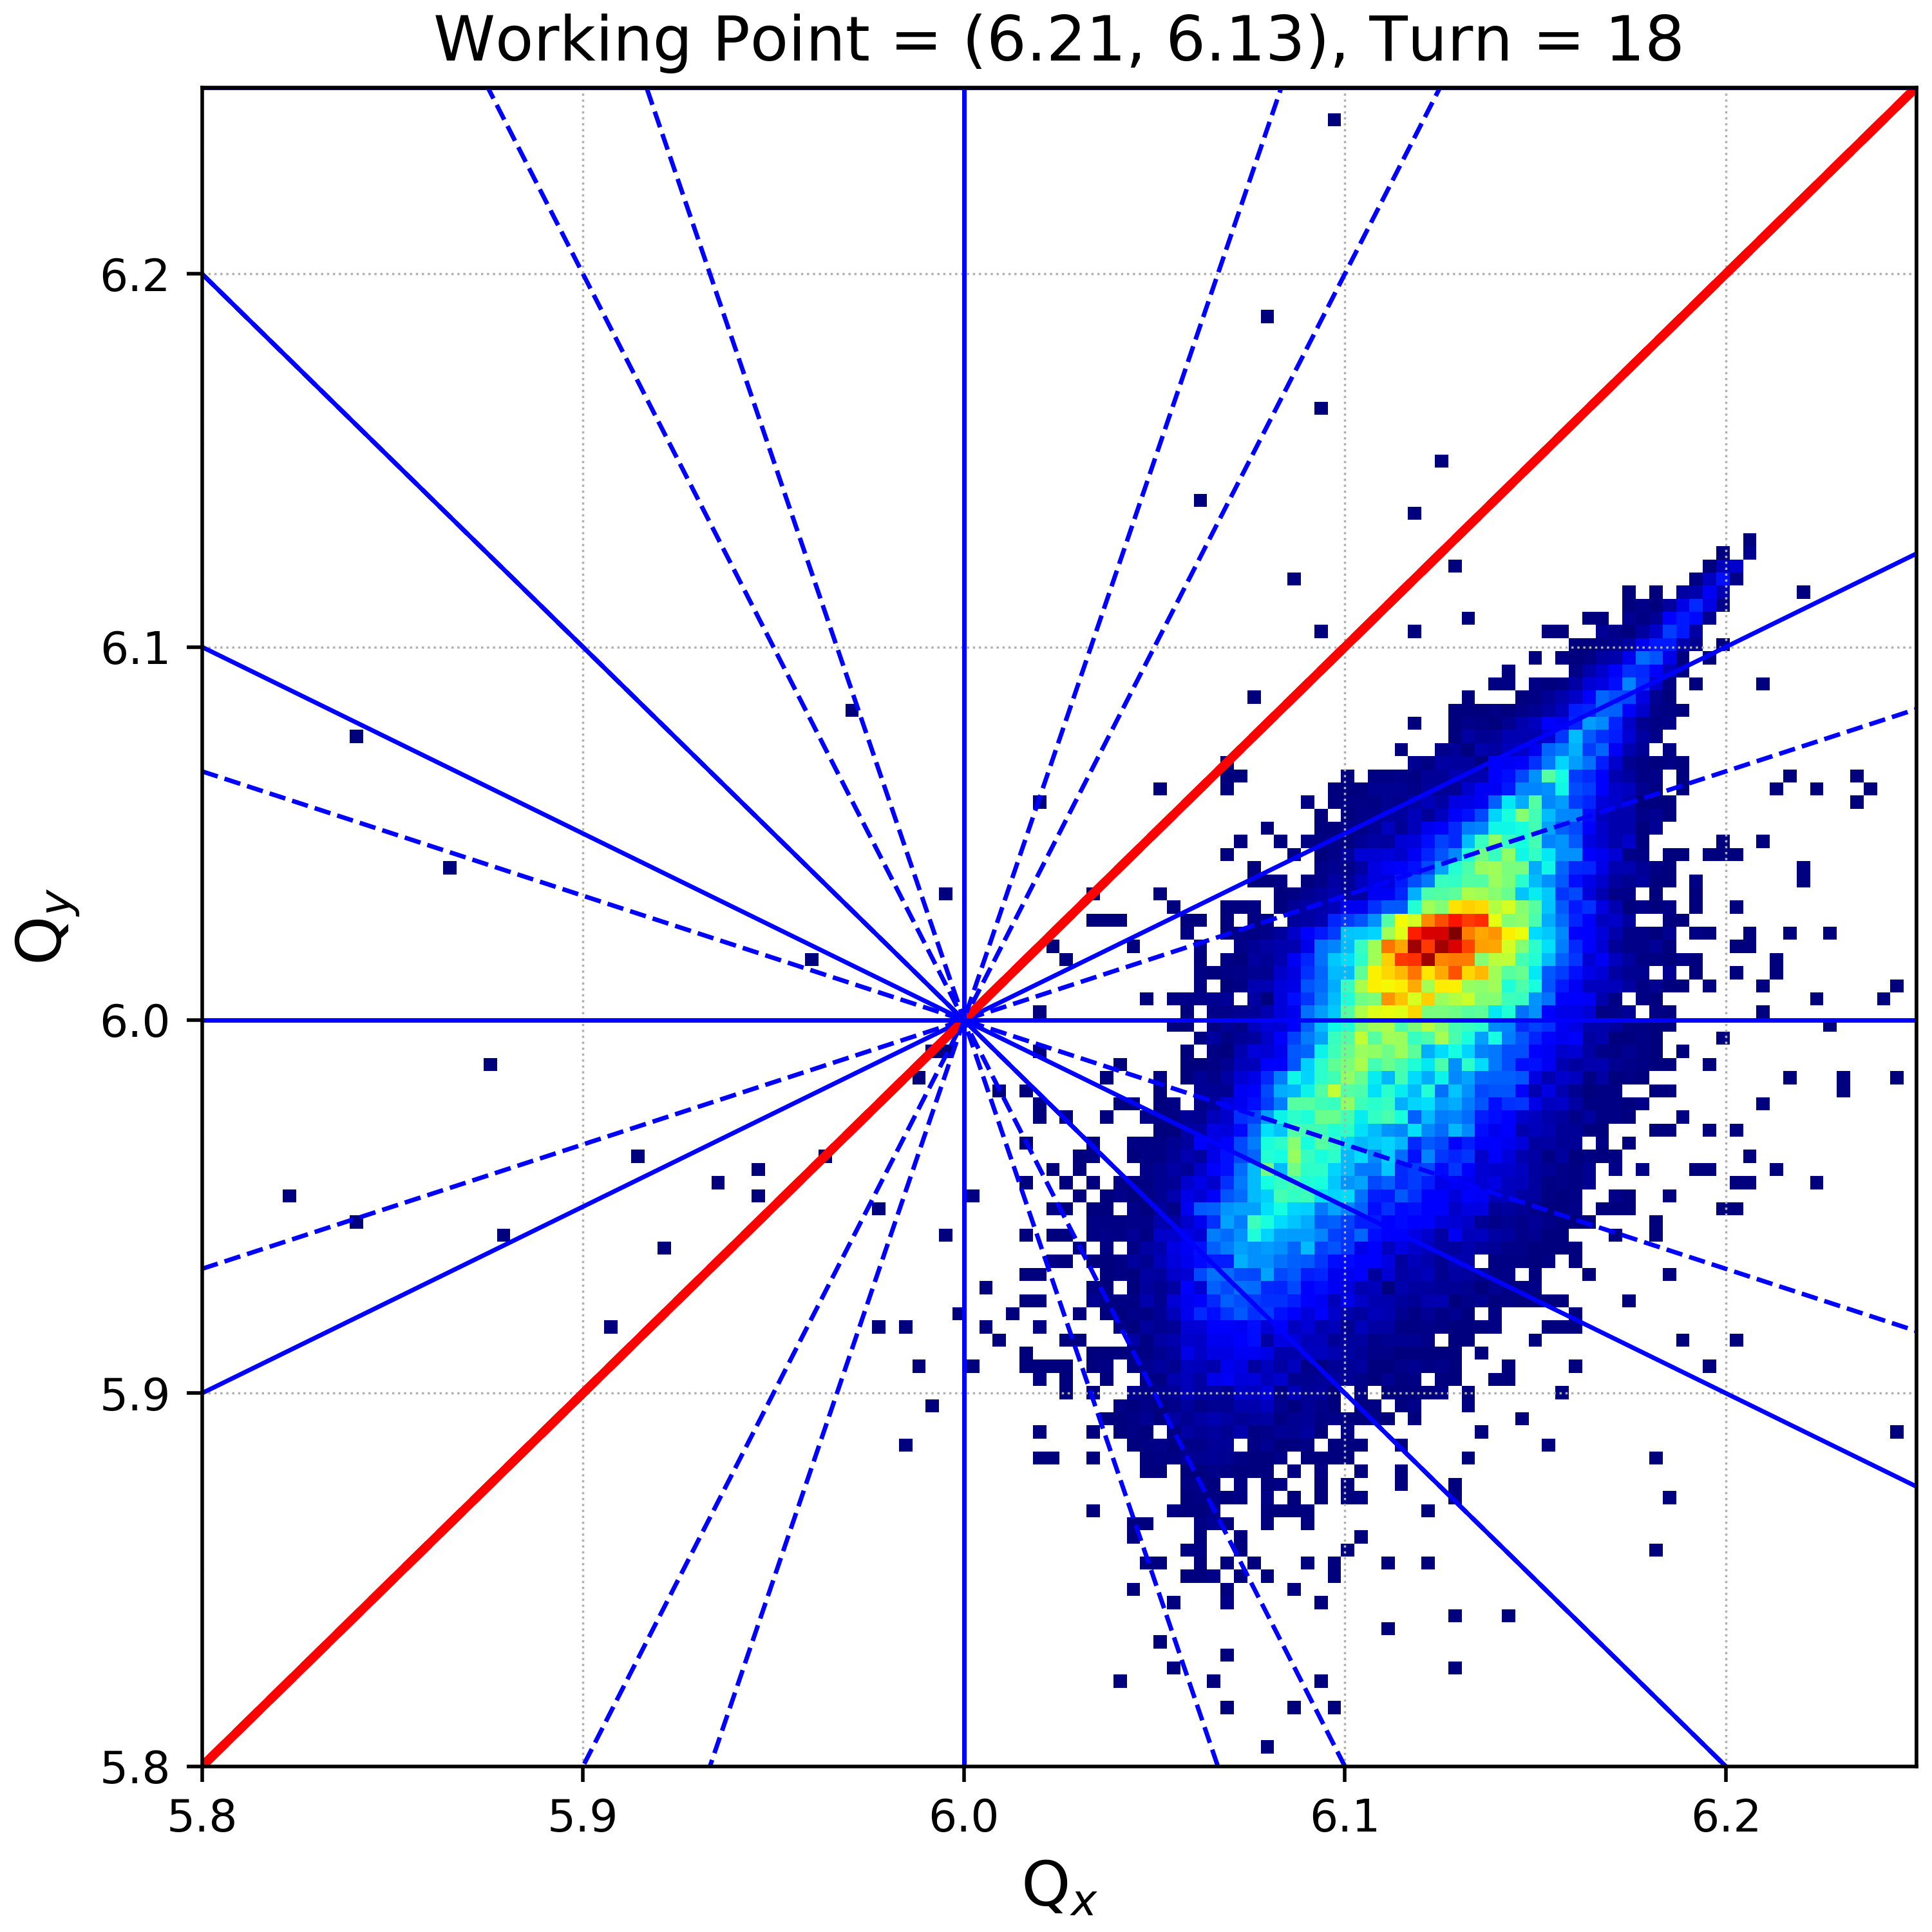 Working Point = (6.21, 6.13), Turn = 18
6.2
6.1
6.0
5.9
5.8
Qy
5.8 5.9 6.0 6.1 6.2
Qx